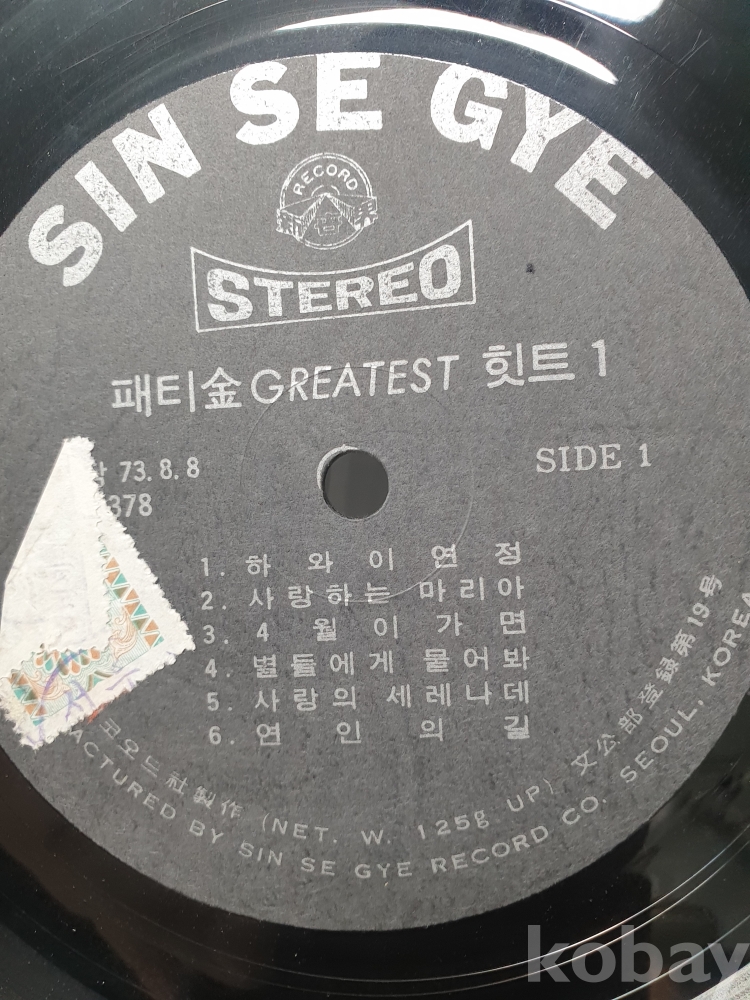 SIN SE GYE
RECORD
STEREO
패티金 GREATEST 힛트 1
73.8.8
378
SIDE 1
1. 하와이 연정
2. 사랑하는 마리아
3. 4월이 가면
4. 별들에게 물어봐
5. 사랑의 세레나데
6. 연인의 길
코오드社製作 (NET. W. 125g UP) 文公部登録第19号
ACTURED BY SIN SE GYE RECORD CO. SEOUL, KOREA
kobay